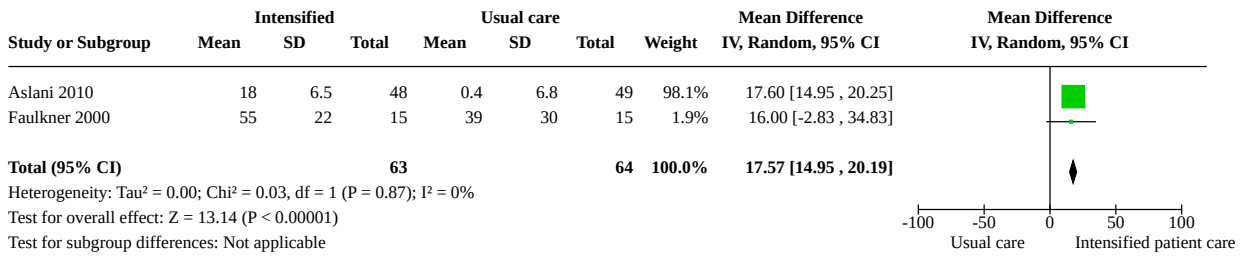 Intensified Usual care Mean Difference Mean Difference
Study or Subgroup Mean SD Total Mean SD Total Weight IV, Random, 95% CI IV, Random, 95% CI
Aslani 2010 18 6.5 48 0.4 6.8 49 98.1% 17.60 [14.95 , 20.25]
Faulkner 2000 55 22 15 39 30 15 1.9% 16.00 [-2.83 , 34.83]
Total (95% CI) 63 64 100.0% 17.57 [14.95 , 20.19]
Heterogeneity: Tau² = 0.00; Chi² = 0.03, df = 1 (P = 0.87); I² = 0%
Test for overall effect: Z = 13.14 (P < 0.00001)
-100 -50 0 50 100
Test for subgroup differences: Not applicable Usual care Intensified patient care